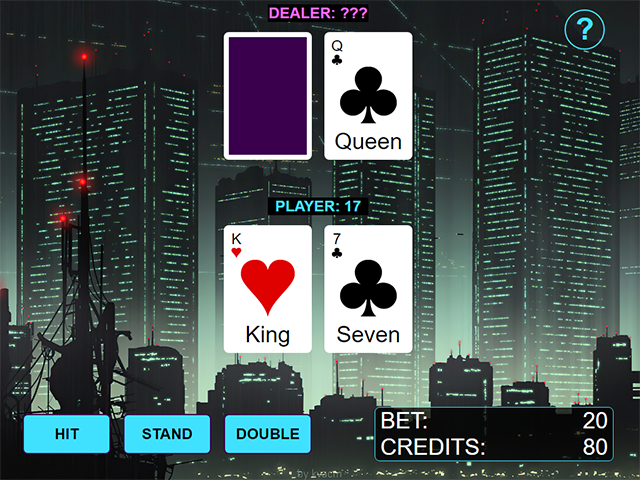 DEALER: ???
?
Q
Queen
PLAYER: 17
K
King
7
Seven
HIT
STAND
DOUBLE
BET: 20
CREDITS: 80